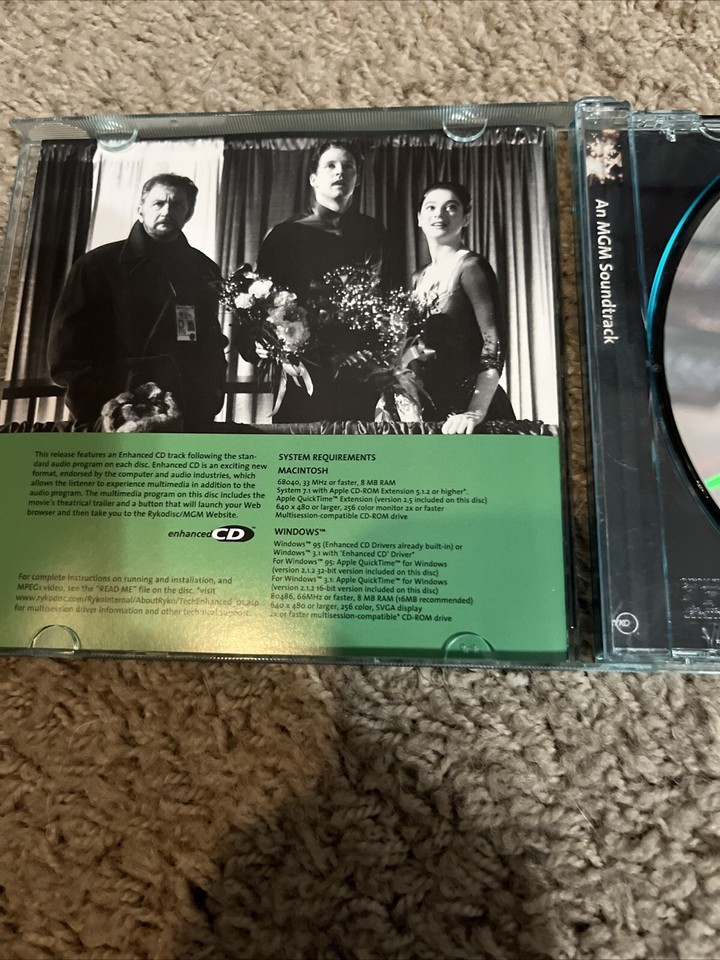 This release features an Enhanced CD track following the stan-
dard audio program on each disc. Enhanced CD is an exciting new
format, endorsed by the computer and audio industries, which
allows the listener to experience multimedia in addition to the
audio program. The multimedia program on this disc includes the
movie's theatrical trailer and a button that will launch your Web
browser and then take you to the Rykodisc/MGM Website.
enhanced CD™
For complete instructions on running and installation, and
MPEG1 video, see the "READ ME" file on the disc. *visit
www.rykodisc.com/RykoInternal/AboutRyko/TechEnhanced_01.asp
for multisession driver information and other technical support.
SYSTEM REQUIREMENTS
MACINTOSH
68040, 33 MHz or faster, 8 MB RAM
System 7.1 with Apple CD-ROM Extension 5.1.2 or higher*.
Apple QuickTime™ Extension (version 2.5 included on this disc)
640 x 480 or larger, 256 color monitor 2x or faster
Multisession-compatible CD-ROM drive
WINDOWS™
Windows™ 95 (Enhanced CD Drivers already built-in) or
Windows™ 3.1 with 'Enhanced CD' Driver*
For Windows™ 95: Apple QuickTime™ for Windows
(version 2.1.2 32-bit version included on this disc)
For Windows™ 3.1: Apple QuickTime™ for Windows
(version 2.1.2 16-bit version included on this disc)
80486, 66MHz or faster, 8 MB RAM (16MB recommended)
640 x 480 or larger, 256 color, SVGA display
2x or faster multisession-compatible* CD-ROM drive
An MGM Soundtrack